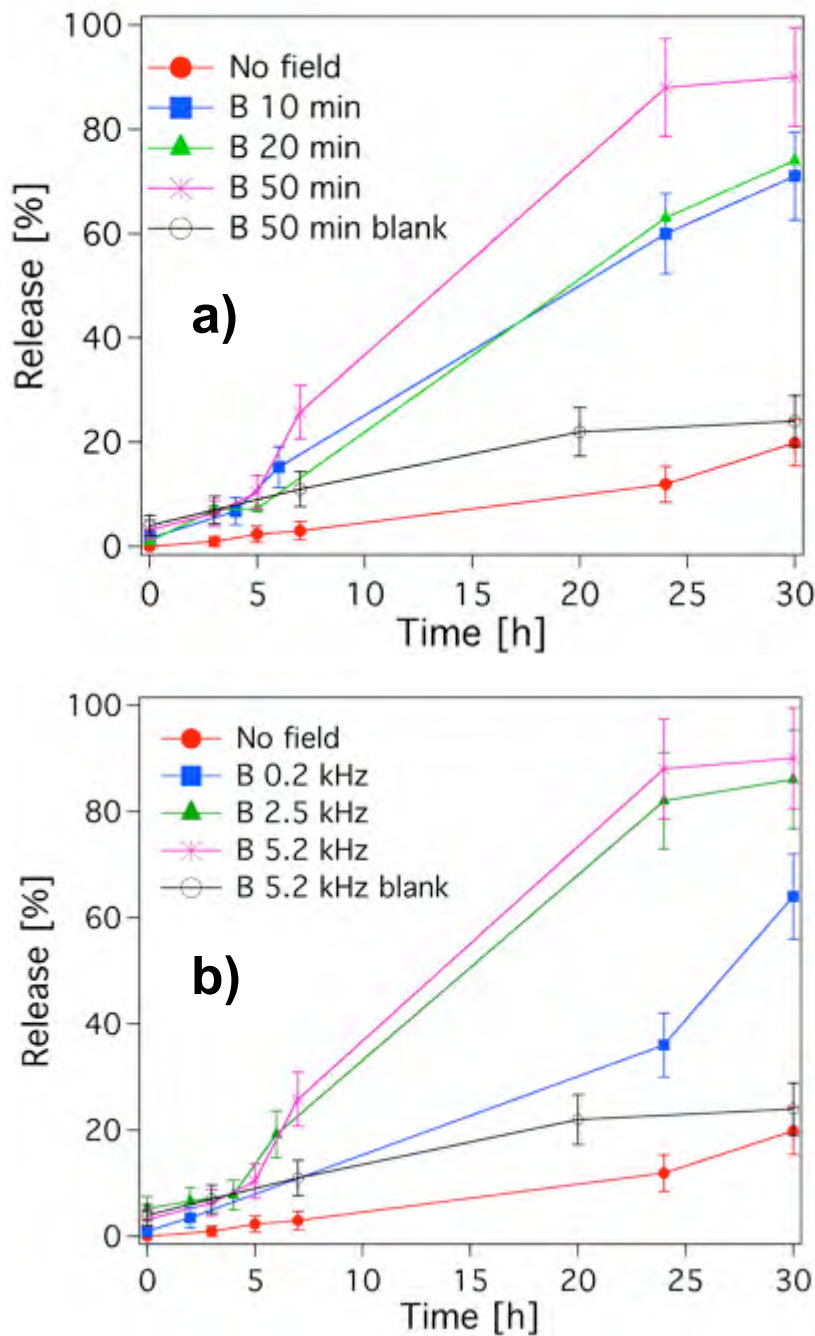 100
80
60
40
20
0
Release [%]
No field
B 10 min
B 20 min
B 50 min
B 50 min blank
a)
0 5 10 15 20 25 30
Time [h]
100
80
60
40
20
0
Release [%]
No field
B 0.2 kHz
B 2.5 kHz
B 5.2 kHz
B 5.2 kHz blank
b)
0 5 10 15 20 25 30
Time [h]